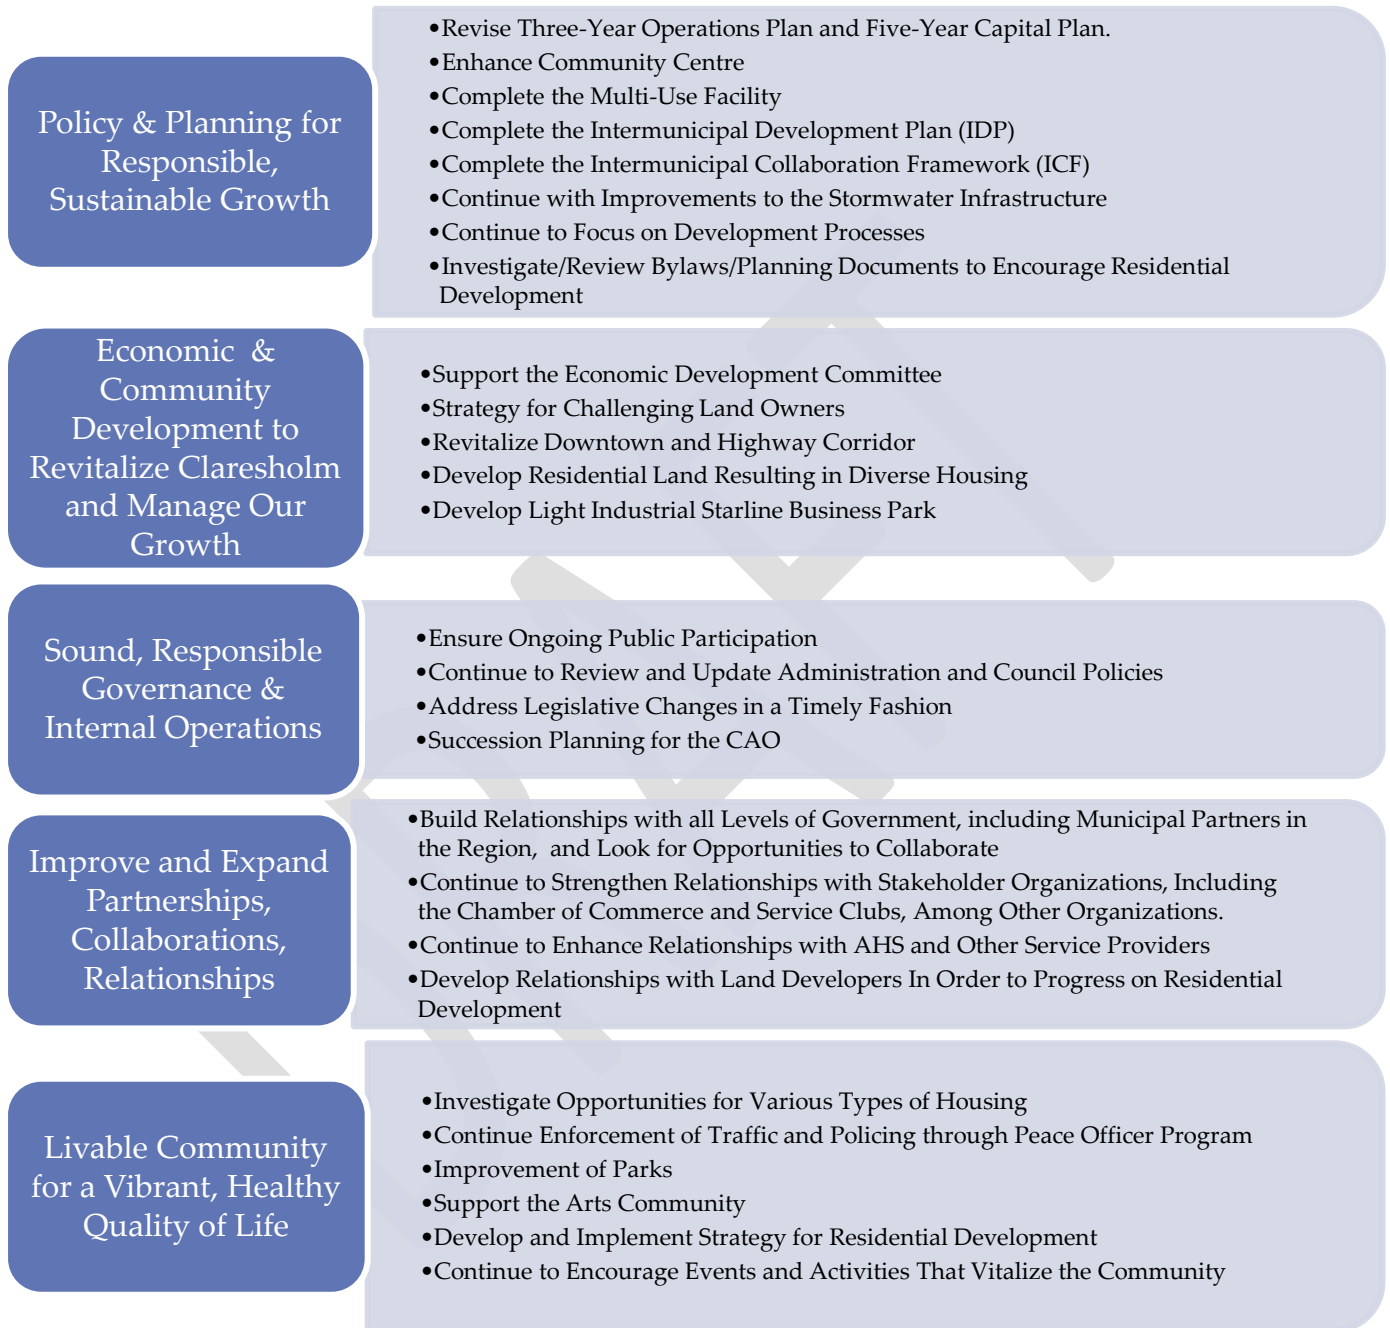 Policy & Planning for
Responsible,
Sustainable Growth
•Revise Three-Year Operations Plan and Five-Year Capital Plan.
•Enhance Community Centre
•Complete the Multi-Use Facility
•Complete the Intermunicipal Development Plan (IDP)
•Complete the Intermunicipal Collaboration Framework (ICF)
•Continue with Improvements to the Stormwater Infrastructure
•Continue to Focus on Development Processes
•Investigate/Review Bylaws/Planning Documents to Encourage Residential
Development
Economic &
Community
Development to
Revitalize Claresholm
and Manage Our
Growth
•Support the Economic Development Committee
•Strategy for Challenging Land Owners
•Revitalize Downtown and Highway Corridor
•Develop Residential Land Resulting in Diverse Housing
•Develop Light Industrial Starline Business Park
Sound, Responsible
Governance &
Internal Operations
•Ensure Ongoing Public Participation
•Continue to Review and Update Administration and Council Policies
•Address Legislative Changes in a Timely Fashion
•Succession Planning for the CAO
Improve and Expand
Partnerships,
Collaborations,
Relationships
•Build Relationships with all Levels of Government, including Municipal Partners in
the Region, and Look for Opportunities to Collaborate
•Continue to Strengthen Relationships with Stakeholder Organizations, Including
the Chamber of Commerce and Service Clubs, Among Other Organizations.
•Continue to Enhance Relationships with AHS and Other Service Providers
•Develop Relationships with Land Developers In Order to Progress on Residential
Development
Livable Community
for a Vibrant, Healthy
Quality of Life
•Investigate Opportunities for Various Types of Housing
•Continue Enforcement of Traffic and Policing through Peace Officer Program
•Improvement of Parks
•Support the Arts Community
•Develop and Implement Strategy for Residential Development
•Continue to Encourage Events and Activities That Vitalize the Community
DRAFT